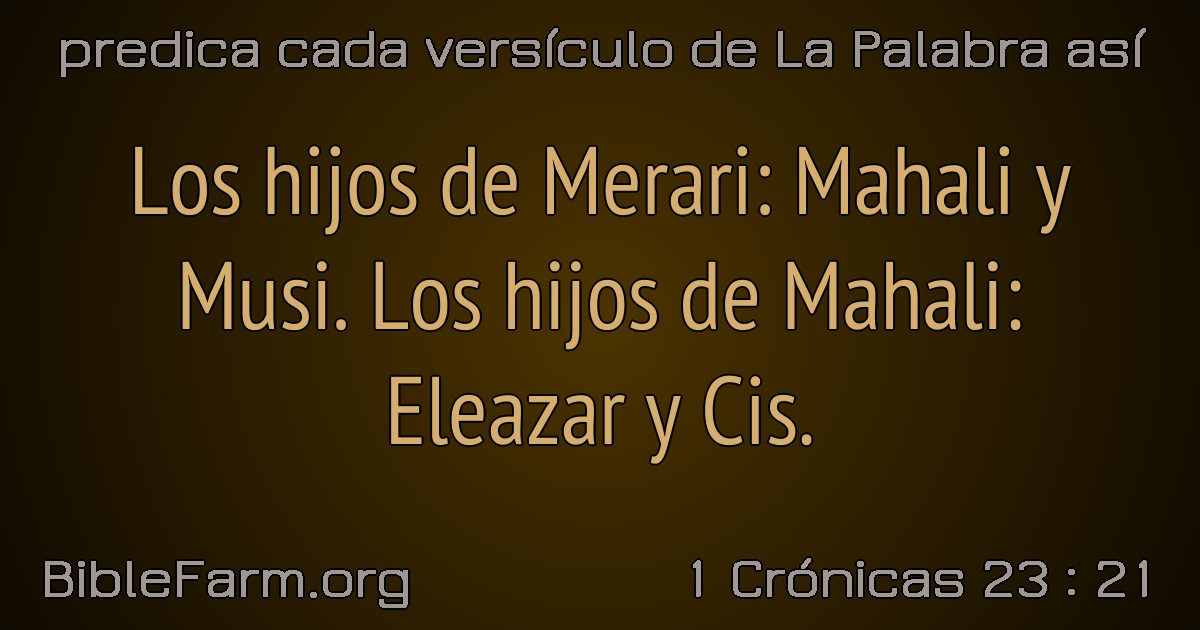 predica cada versículo de La Palabra así
Los hijos de Merari: Mahali y
Musi. Los hijos de Mahali:
Eleazar y Cis.
BibleFarm.org
1 Crónicas 23 : 21